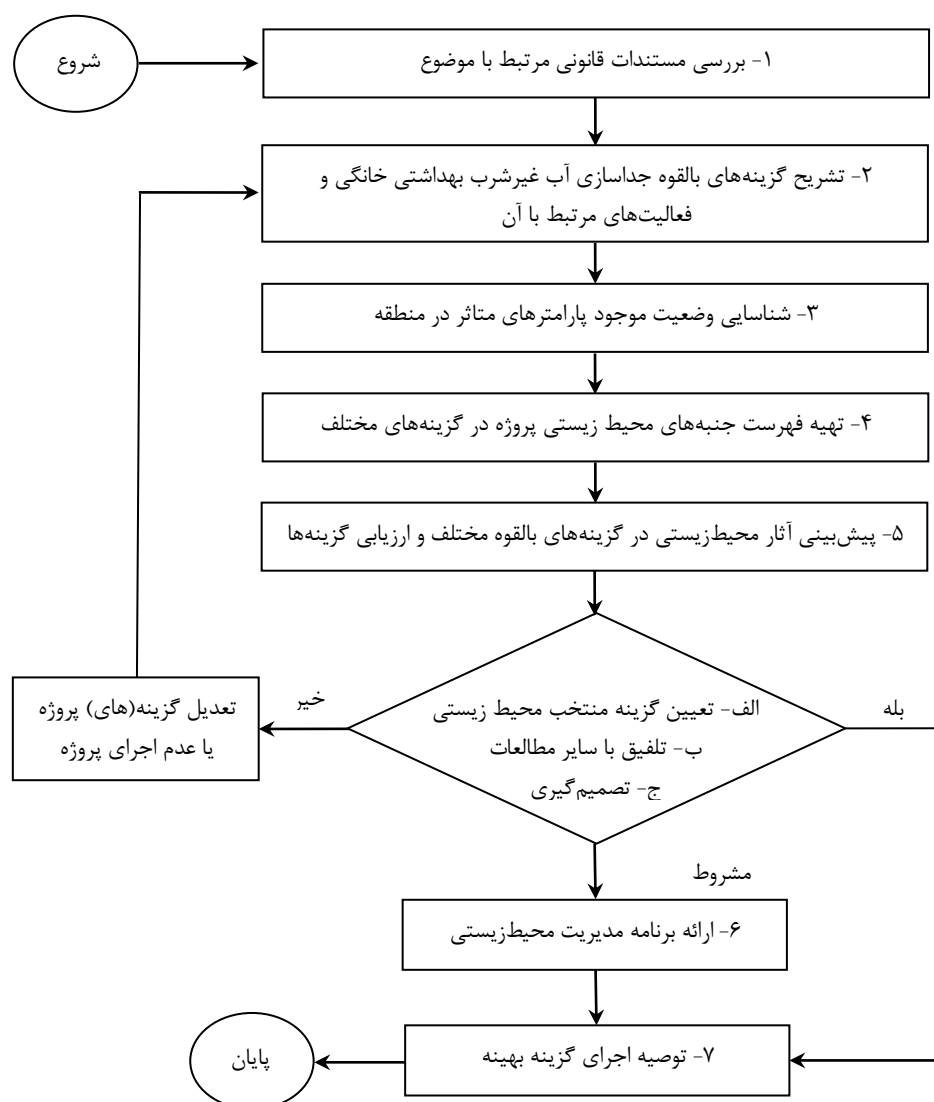 شروع
۱- بررسی مستندات قانونی مرتبط با موضوع
۲- تشریح گزینه‌های بالقوه جداسازی آب غیرشرب بهداشتی خانگی و
فعالیت‌های مرتبط با آن
۳- شناسایی وضعیت موجود پارامترهای متاثر در منطقه
۴- تهیه فهرست جنبه‌های محیط زیستی پروژه در گزینه‌های مختلف
۵- پیش‌بینی آثار محیط‌زیستی در گزینه‌های بالقوه مختلف و ارزیابی گزینه‌ها
الف- تعیین گزینه منتخب محیط زیستی
ب- تلفیق با سایر مطالعات
ج- تصمیم‌گیری
بله
خیر
تعدیل گزینه(های) پروژه
یا عدم اجرای پروژه
مشروط
۶- ارائه برنامه مدیریت محیط‌زیستی
۷- توصیه اجرای گزینه بهینه
پایان